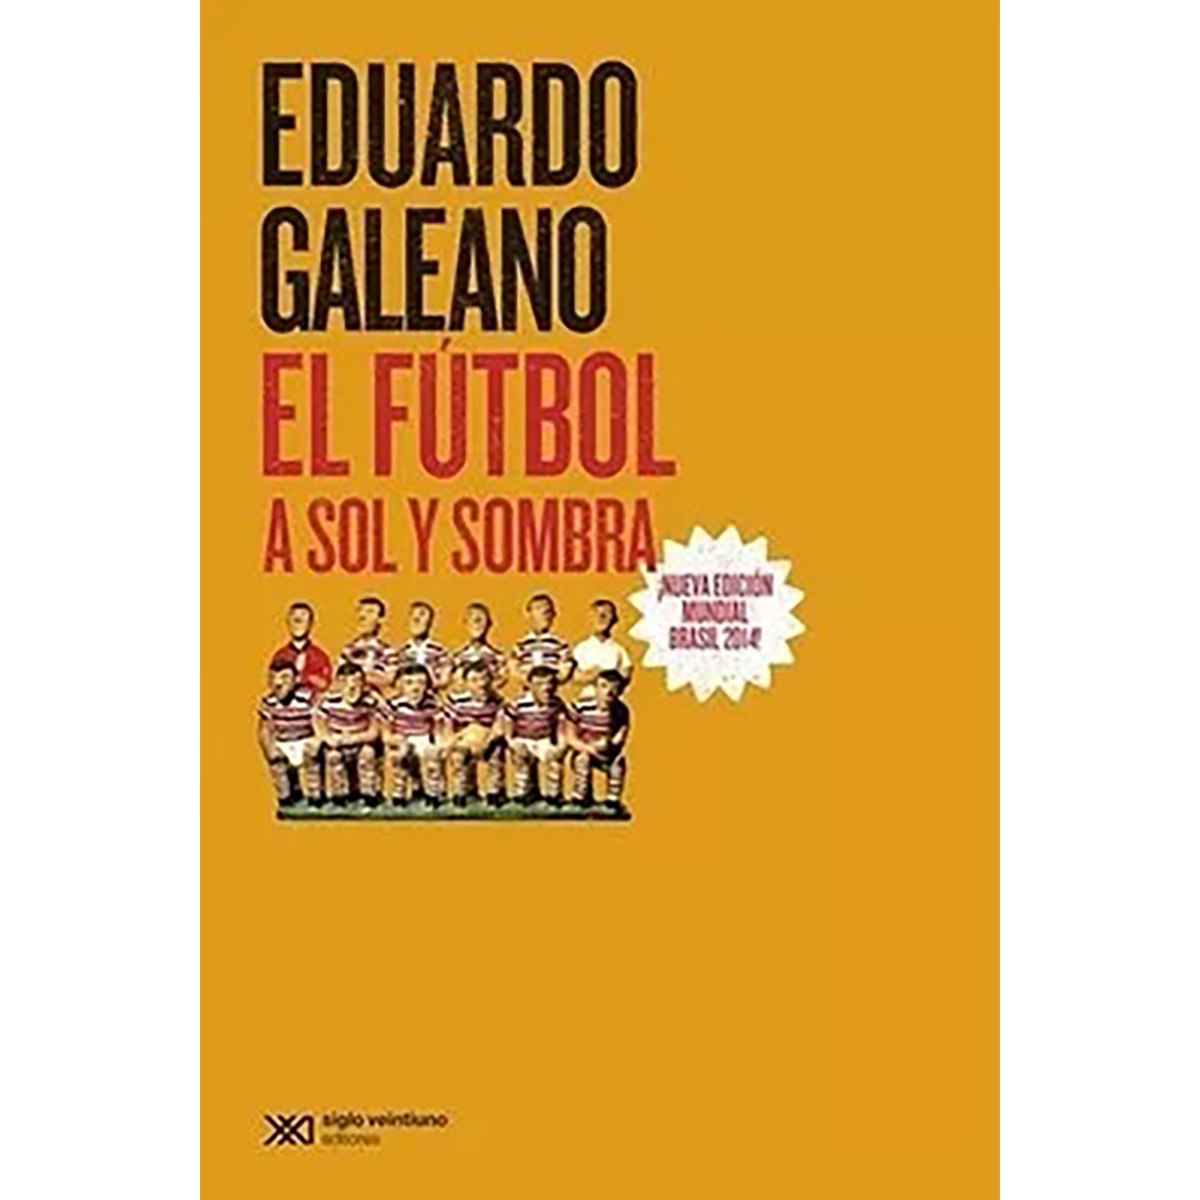 EDUARDO
GALEANO
EL FÚTBOL
A SOL Y SOMBRA
¡NUEVA EDICIÓN
MUNDIAL
BRASIL 2014!
siglo veintiuno
editores